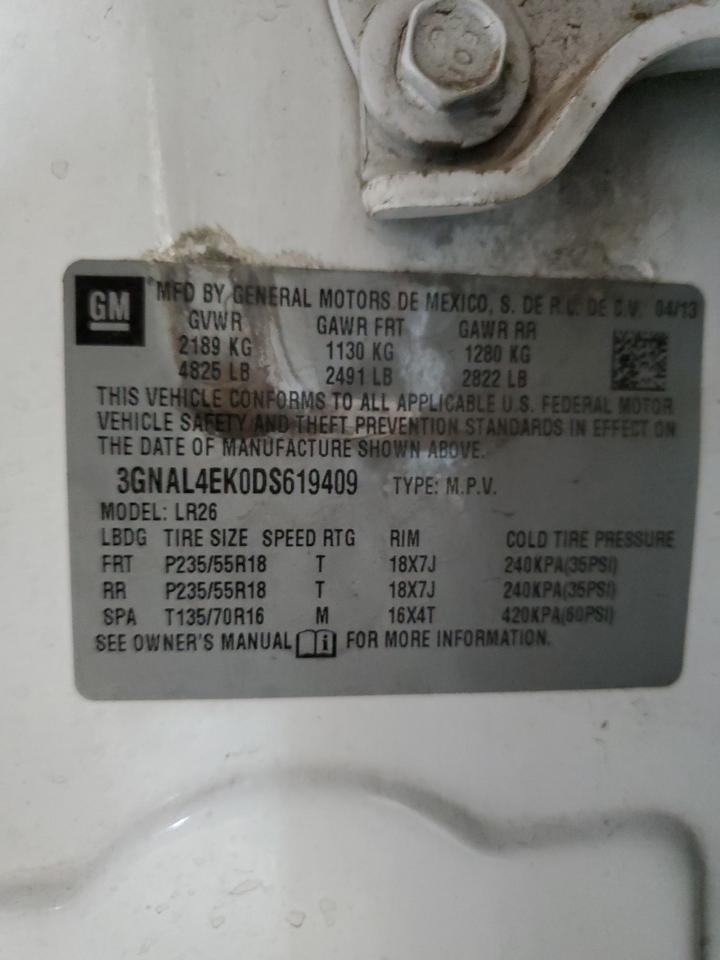 GM
MFD BY GENERAL MOTORS DE MEXICO, S. DE R.L. DE C.V. 04/13
GVWR GAWR FRT GAWR RR
2189 KG 1130 KG 1280 KG
4825 LB 2491 LB 2822 LB
THIS VEHICLE CONFORMS TO ALL APPLICABLE U.S. FEDERAL MOTOR
VEHICLE SAFETY AND THEFT PREVENTION STANDARDS IN EFFECT ON
THE DATE OF MANUFACTURE SHOWN ABOVE.
3GNAL4EK0DS619409 TYPE: M.P.V.
MODEL: LR26
LBDG TIRE SIZE SPEED RTG RIM COLD TIRE PRESSURE
FRT P235/55R18 T 18X7J 240KPA(35PSI)
RR P235/55R18 T 18X7J 240KPA(35PSI)
SPA T135/70R16 M 16X4T 420KPA(60PSI)
SEE OWNER'S MANUAL FOR MORE INFORMATION.